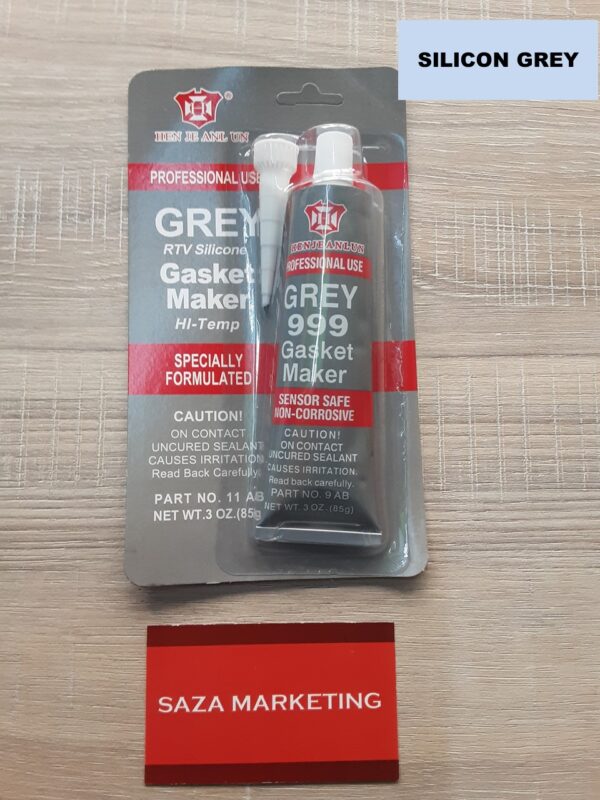 SILICON GREY
HEN JE ANL UN
®
PROFESSIONAL USE
GREY
RTV Silicone
Gasket
Maker
HI-Temp
SPECIALLY
FORMULATED
CAUTION!
ON CONTACT
UNCURED SEALANT
CAUSES IRRITATION
Read Back Carefully.
PART NO. 11 AB
NET WT. 3 OZ.(85g)
HENJEANLUN
PROFESSIONAL USE
GREY
999
Gasket
Maker
SENSOR SAFE
NON-CORROSIVE
CAUTION!
ON CONTACT
UNCURED SEALANT
CAUSES IRRITATION.
Read back carefully.
PART NO. 9 AB
NET WT. 3 OZ.(85g)
SAZA MARKETING